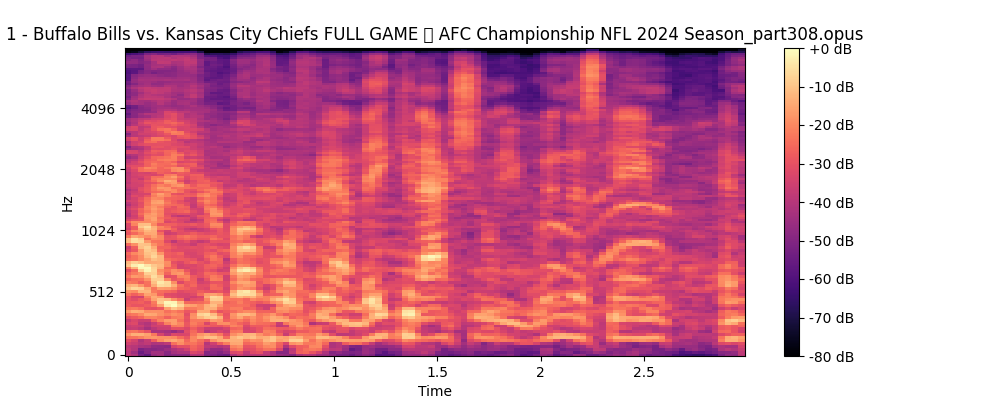 1 - Buffalo Bills vs. Kansas City Chiefs FULL GAME ▯ AFC Championship NFL 2024 Season_part308.opus
+0 dB
-10 dB
-20 dB
-30 dB
-40 dB
-50 dB
-60 dB
-70 dB
-80 dB
4096
2048
1024
512
0
Hz
0
0.5
1
1.5
2
2.5
Time